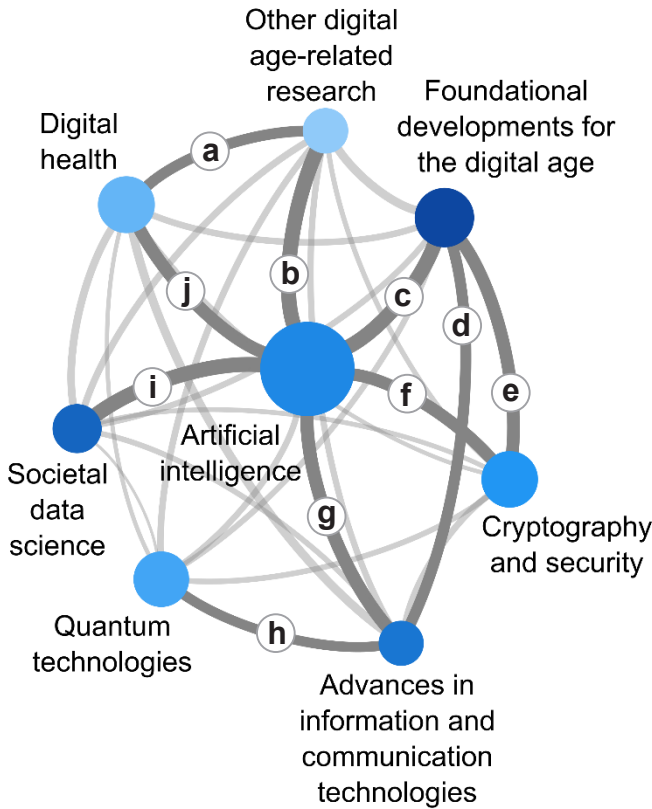 Other digital
age-related
research
Foundational
developments for
the digital age
Digital
health
a
b
j
c
d
i
f
e
Artificial
intelligence
Societal
data
science
g
Cryptography
and security
Quantum
technologies
h
Advances in
information and
communication
technologies